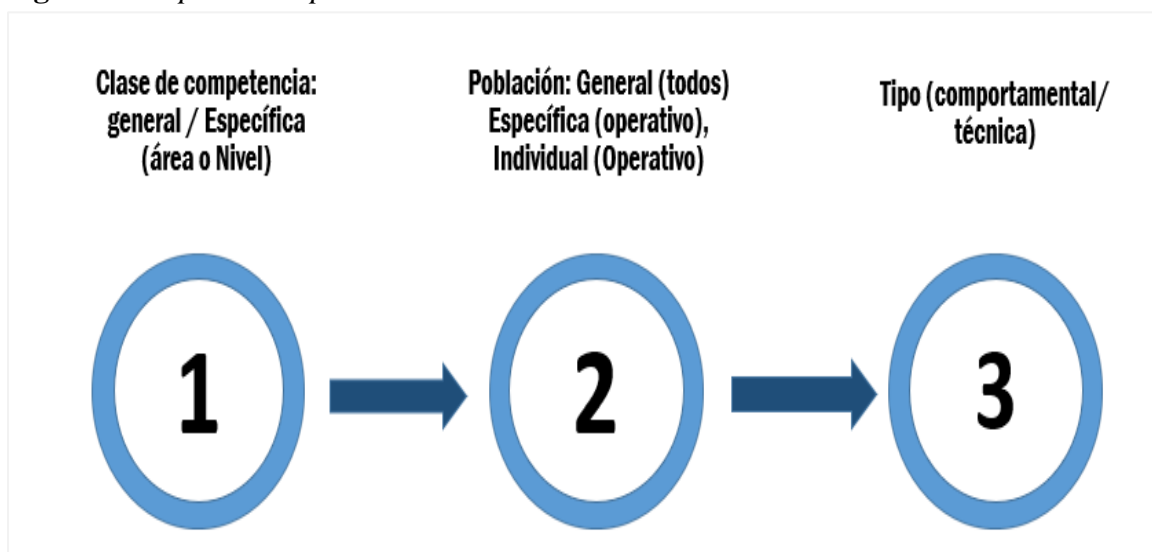 Clase de competencia:
general / Específica
(área o Nivel)
Población: General (todos)
Específica (operativo),
Individual (Operativo)
Tipo (comportamental/
técnica)
1
2
3